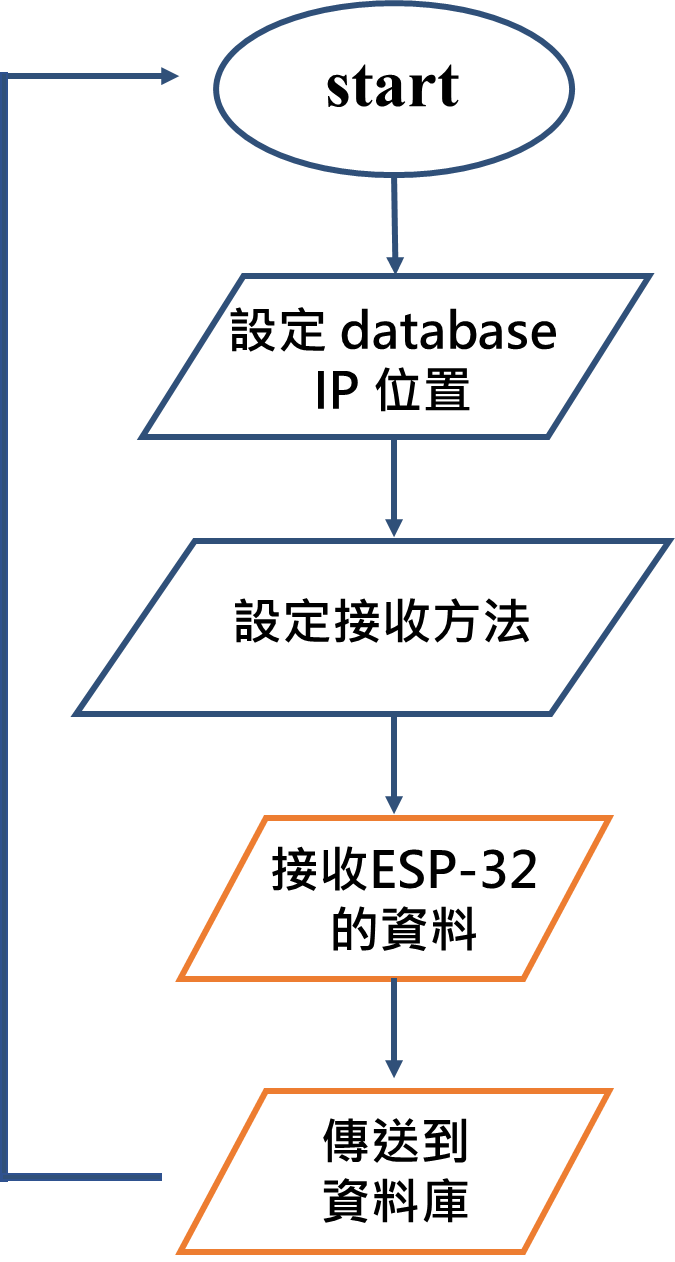 start
設定 database
IP 位置
設定接收方法
接收ESP-32
的資料
傳送到
資料庫